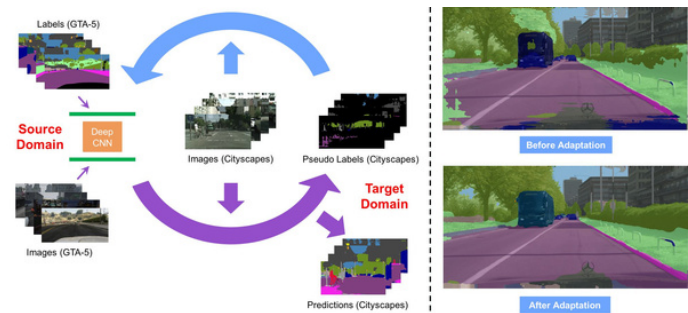 Labels (GTA-5)
Source
Domain
Deep
CNN
Images (GTA-5)
Images (Cityscapes)
Pseudo Labels (Cityscapes)
Target
Domain
Predictions (Cityscapes)
Before Adaptation
After Adaptation